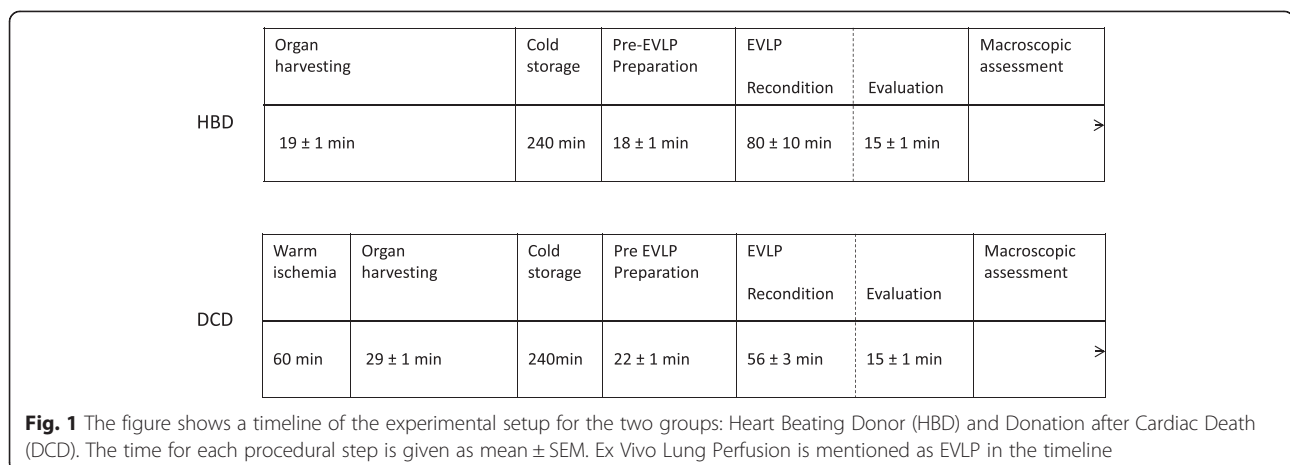 Organ harvesting Cold storage Pre-EVLP Preparation EVLP Recondition Evaluation Macroscopic assessment
HBD
19 ± 1 min 240 min 18 ± 1 min 80 ± 10 min 15 ± 1 min
Warm ischemia Organ harvesting Cold storage Pre EVLP Preparation EVLP Recondition Evaluation Macroscopic assessment
DCD
60 min 29 ± 1 min 240min 22 ± 1 min 56 ± 3 min 15 ± 1 min
Fig. 1 The figure shows a timeline of the experimental setup for the two groups: Heart Beating Donor (HBD) and Donation after Cardiac Death
(DCD). The time for each procedural step is given as mean ± SEM. Ex Vivo Lung Perfusion is mentioned as EVLP in the timeline